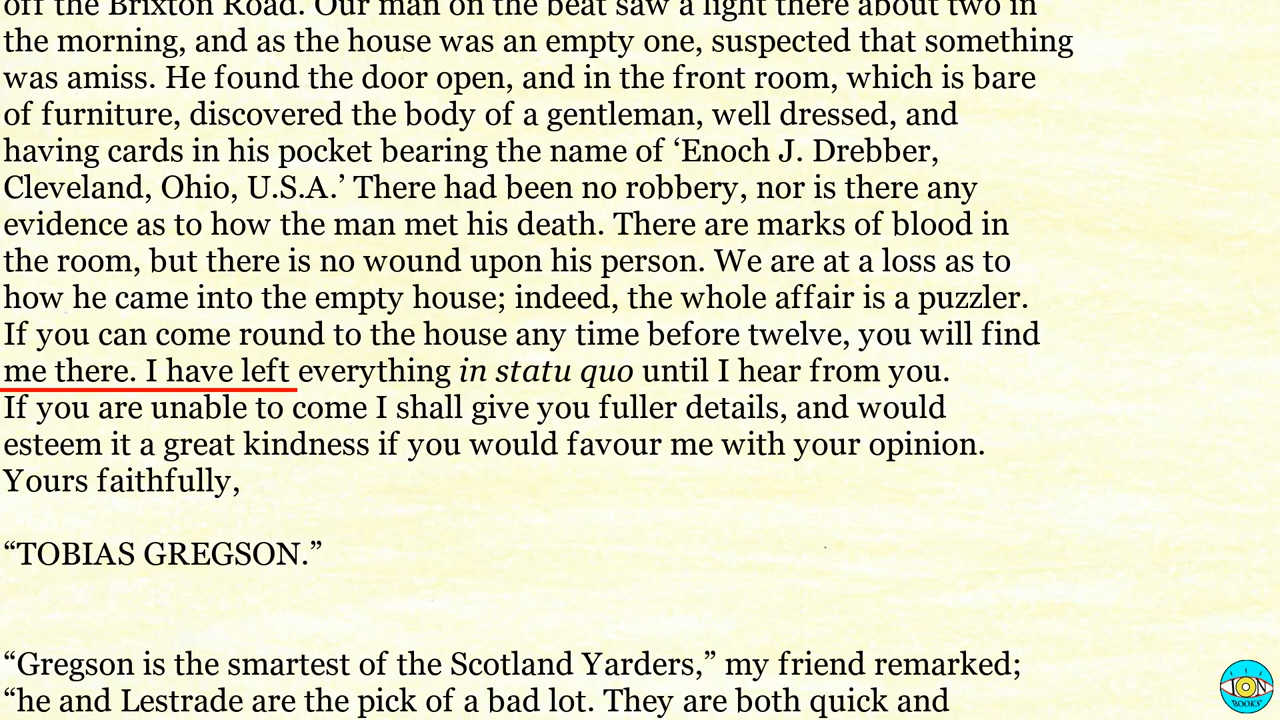 off the Brixton Road. Our man on the beat saw a light there about two in
the morning, and as the house was an empty one, suspected that something
was amiss. He found the door open, and in the front room, which is bare
of furniture, discovered the body of a gentleman, well dressed, and
having cards in his pocket bearing the name of ‘Enoch J. Drebber,
Cleveland, Ohio, U.S.A.’ There had been no robbery, nor is there any
evidence as to how the man met his death. There are marks of blood in
the room, but there is no wound upon his person. We are at a loss as to
how he came into the empty house; indeed, the whole affair is a puzzler.
If you can come round to the house any time before twelve, you will find
me there. I have left everything in statu quo until I hear from you.
If you are unable to come I shall give you fuller details, and would
esteem it a great kindness if you would favour me with your opinion.
Yours faithfully,
“TOBIAS GREGSON.”
“Gregson is the smartest of the Scotland Yarders,” my friend remarked;
“he and Lestrade are the pick of a bad lot. They are both quick and
ION
BOOKS